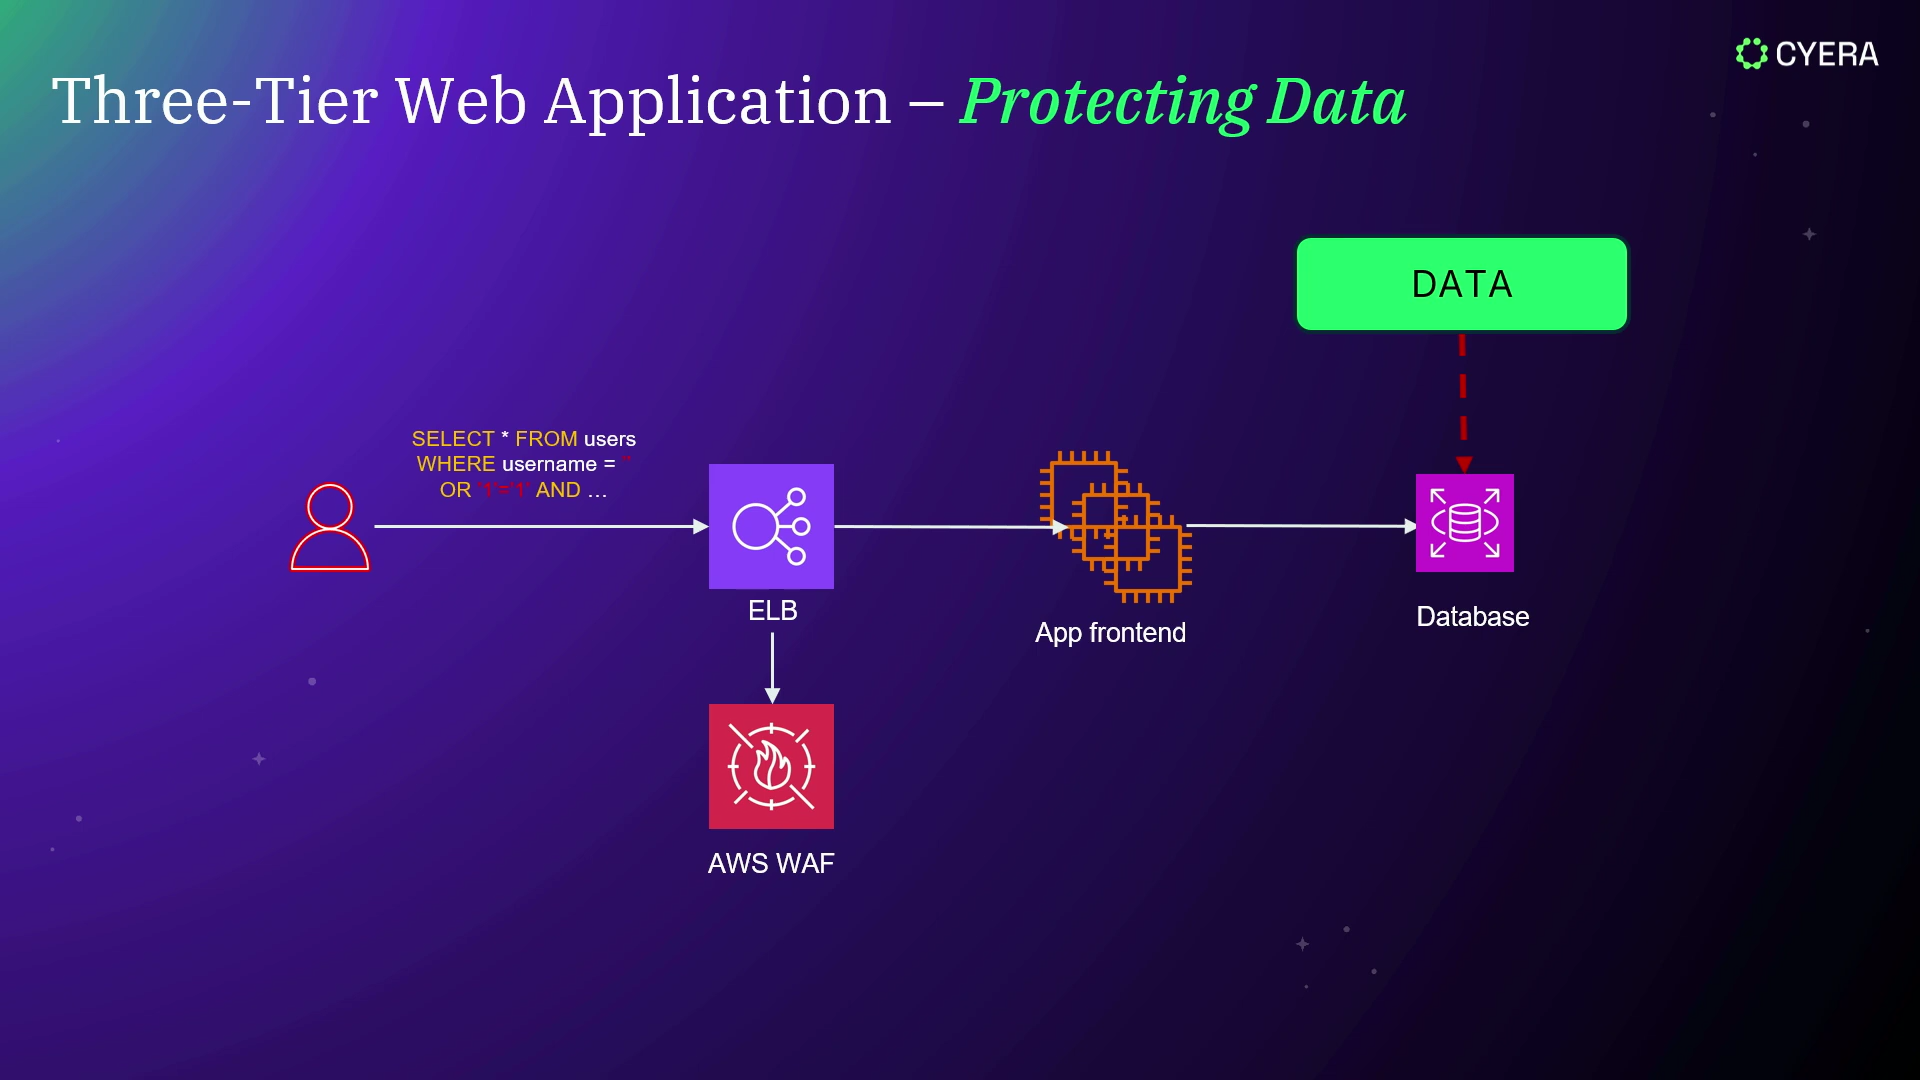 CYERA
Three-Tier Web Application – Protecting Data
DATA
SELECT * FROM users
WHERE username = ''
OR '1'='1' AND ...
ELB
App frontend
Database
AWS WAF